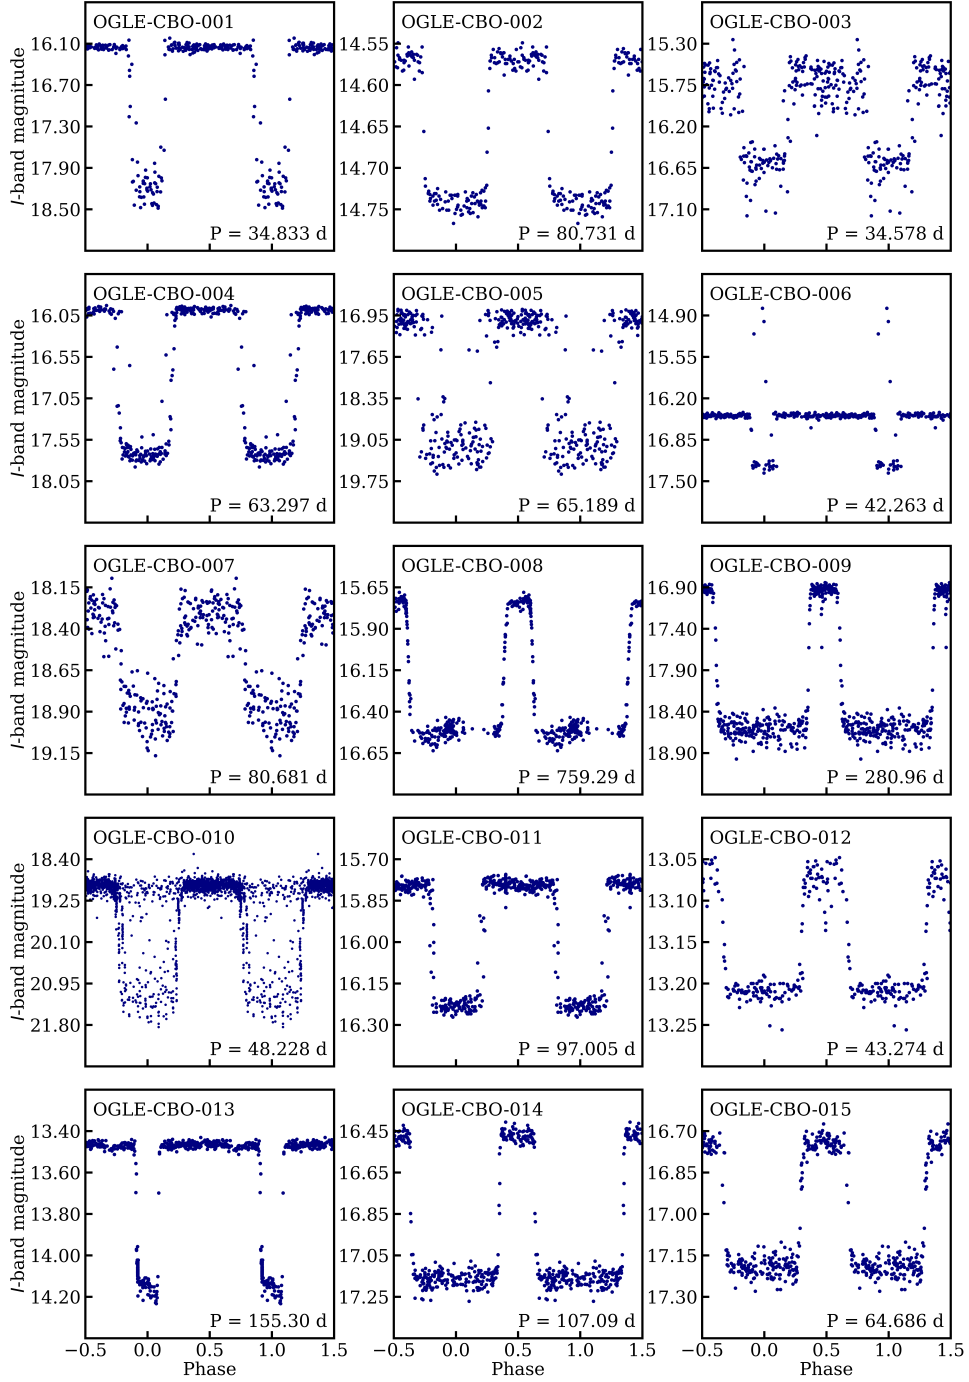 OGLE-CBO-001
16.10
16.70
17.30
17.90
18.50
I-band magnitude
P = 34.833 d
OGLE-CBO-002
14.55
14.60
14.65
14.70
14.75
P = 80.731 d
OGLE-CBO-003
15.30
15.75
16.20
16.65
17.10
P = 34.578 d
OGLE-CBO-004
16.05
16.55
17.05
17.55
18.05
I-band magnitude
P = 63.297 d
OGLE-CBO-005
16.95
17.65
18.35
19.05
19.75
P = 65.189 d
OGLE-CBO-006
14.90
15.55
16.20
16.85
17.50
P = 42.263 d
OGLE-CBO-007
18.15
18.40
18.65
18.90
19.15
I-band magnitude
P = 80.681 d
OGLE-CBO-008
15.65
15.90
16.15
16.40
16.65
P = 759.29 d
OGLE-CBO-009
16.90
17.40
17.90
18.40
18.90
P = 280.96 d
OGLE-CBO-010
18.40
19.25
20.10
20.95
21.80
I-band magnitude
P = 48.228 d
OGLE-CBO-011
15.70
15.85
16.00
16.15
16.30
P = 97.005 d
OGLE-CBO-012
13.05
13.10
13.15
13.20
13.25
P = 43.274 d
OGLE-CBO-013
13.40
13.60
13.80
14.00
14.20
I-band magnitude
P = 155.30 d
−0.5 0.0 0.5 1.0 1.5
Phase
OGLE-CBO-014
16.45
16.65
16.85
17.05
17.25
P = 107.09 d
0.0 0.5 1.0
Phase
OGLE-CBO-015
16.70
16.85
17.00
17.15
17.30
P = 64.686 d
0.0 0.5 1.0 1.5
Phase